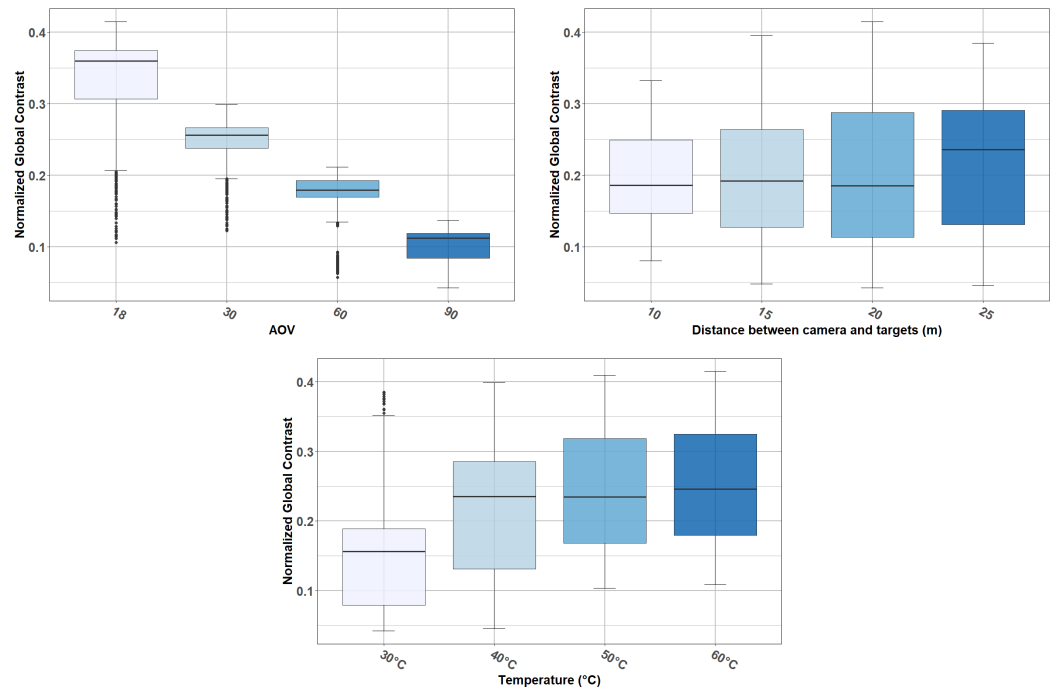 Normalized Global Contrast
0.4
0.3
0.2
0.1
18
30
60
90
AOV
Normalized Global Contrast
0.4
0.3
0.2
0.1
10
15
20
25
Distance between camera and targets (m)
Normalized Global Contrast
0.4
0.3
0.2
0.1
30°C
40°C
50°C
60°C
Temperature (°C)